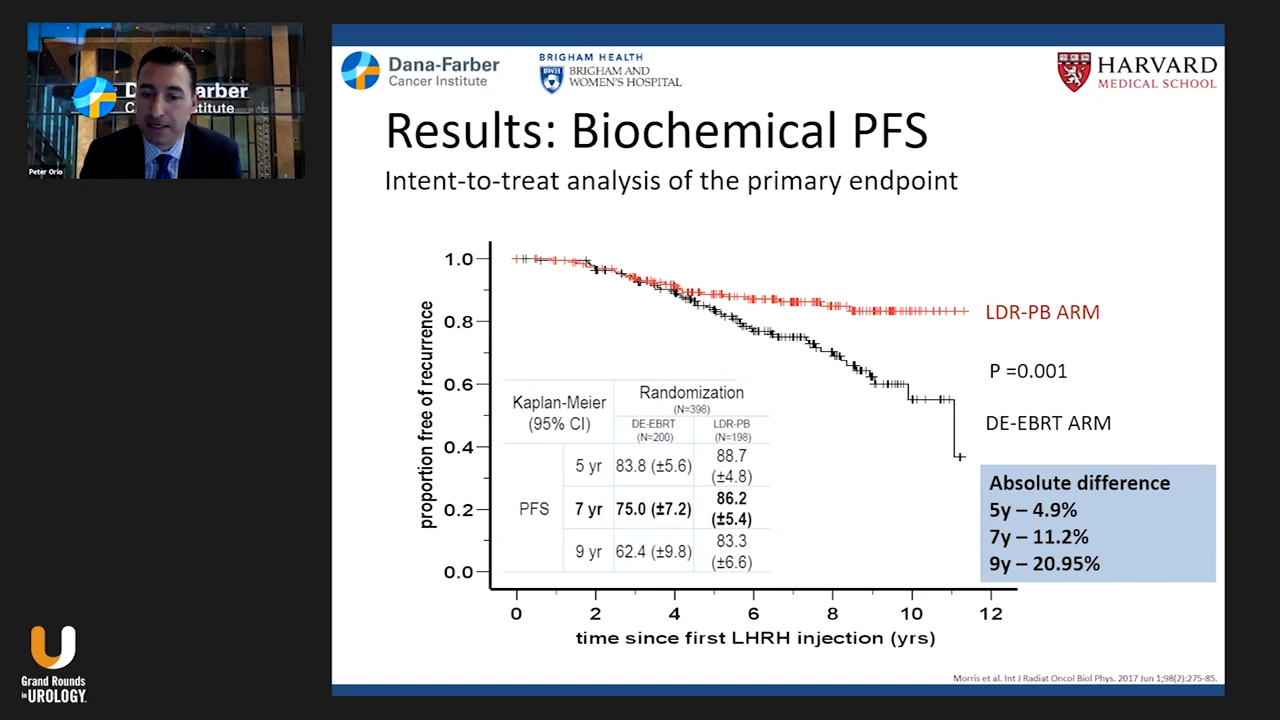 Dana-Farber
Cancer Institute
BRIGHAM HEALTH
BWH
BRIGHAM AND
WOMEN'S HOSPITAL
HARVARD
MEDICAL SCHOOL
Peter Orio
Results: Biochemical PFS
Intent-to-treat analysis of the primary endpoint
proportion free of recurrence
1.0
0.8
0.6
0.4
0.2
0.0
LDR-PB ARM
P =0.001
DE-EBRT ARM
Kaplan-Meier
(95% CI)
Randomization
(N=398)
DE-EBRT
(N=200)
LDR-PB
(N=198)
PFS
5 yr 83.8 (±5.6) 88.7 (±4.8)
7 yr 75.0 (±7.2) 86.2 (±5.4)
9 yr 62.4 (±9.8) 83.3 (±6.6)
Absolute difference
5y – 4.9%
7y – 11.2%
9y – 20.95%
0 2 4 6 8 10 12
time since first LHRH injection (yrs)
Grand Rounds
in UROLOGY
Morris et al. Int J Radiat Oncol Biol Phys. 2017 Jun 1;98(2):275-85.